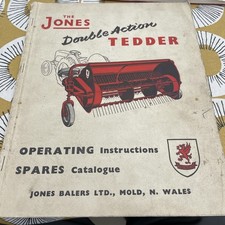 THE
JONES
Double Action
TEDDER
OPERATING Instructions
SPARES Catalogue
JONES BALERS LTD., MOLD, N. WALES